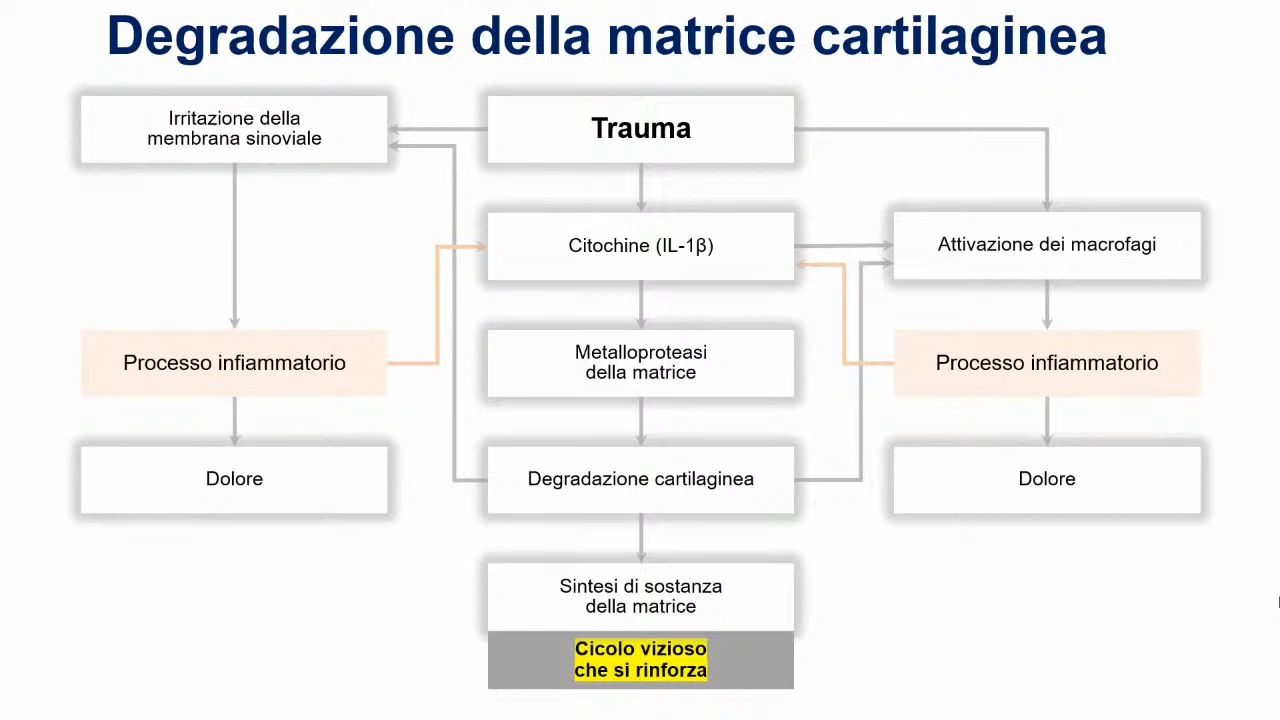 Degradazione della matrice cartilaginea
Irritazione della
membrana sinoviale
Trauma
Citochine (IL-1β)
Attivazione dei macrofagi
Processo infiammatorio
Metalloproteasi
della matrice
Processo infiammatorio
Dolore
Degradazione cartilaginea
Dolore
Sintesi di sostanza
della matrice
Cicolo vizioso
che si rinforza